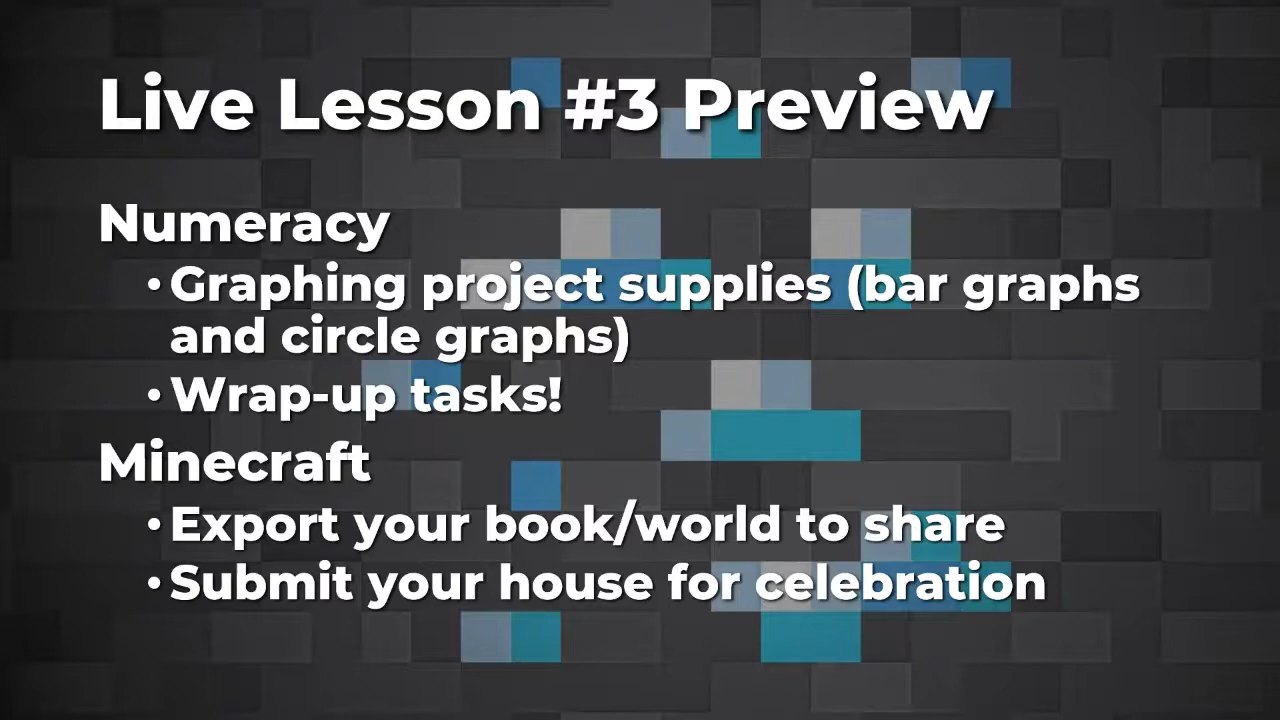 Live Lesson #3 Preview
Numeracy
• Graphing project supplies (bar graphs
and circle graphs)
• Wrap-up tasks!
Minecraft
• Export your book/world to share
• Submit your house for celebration